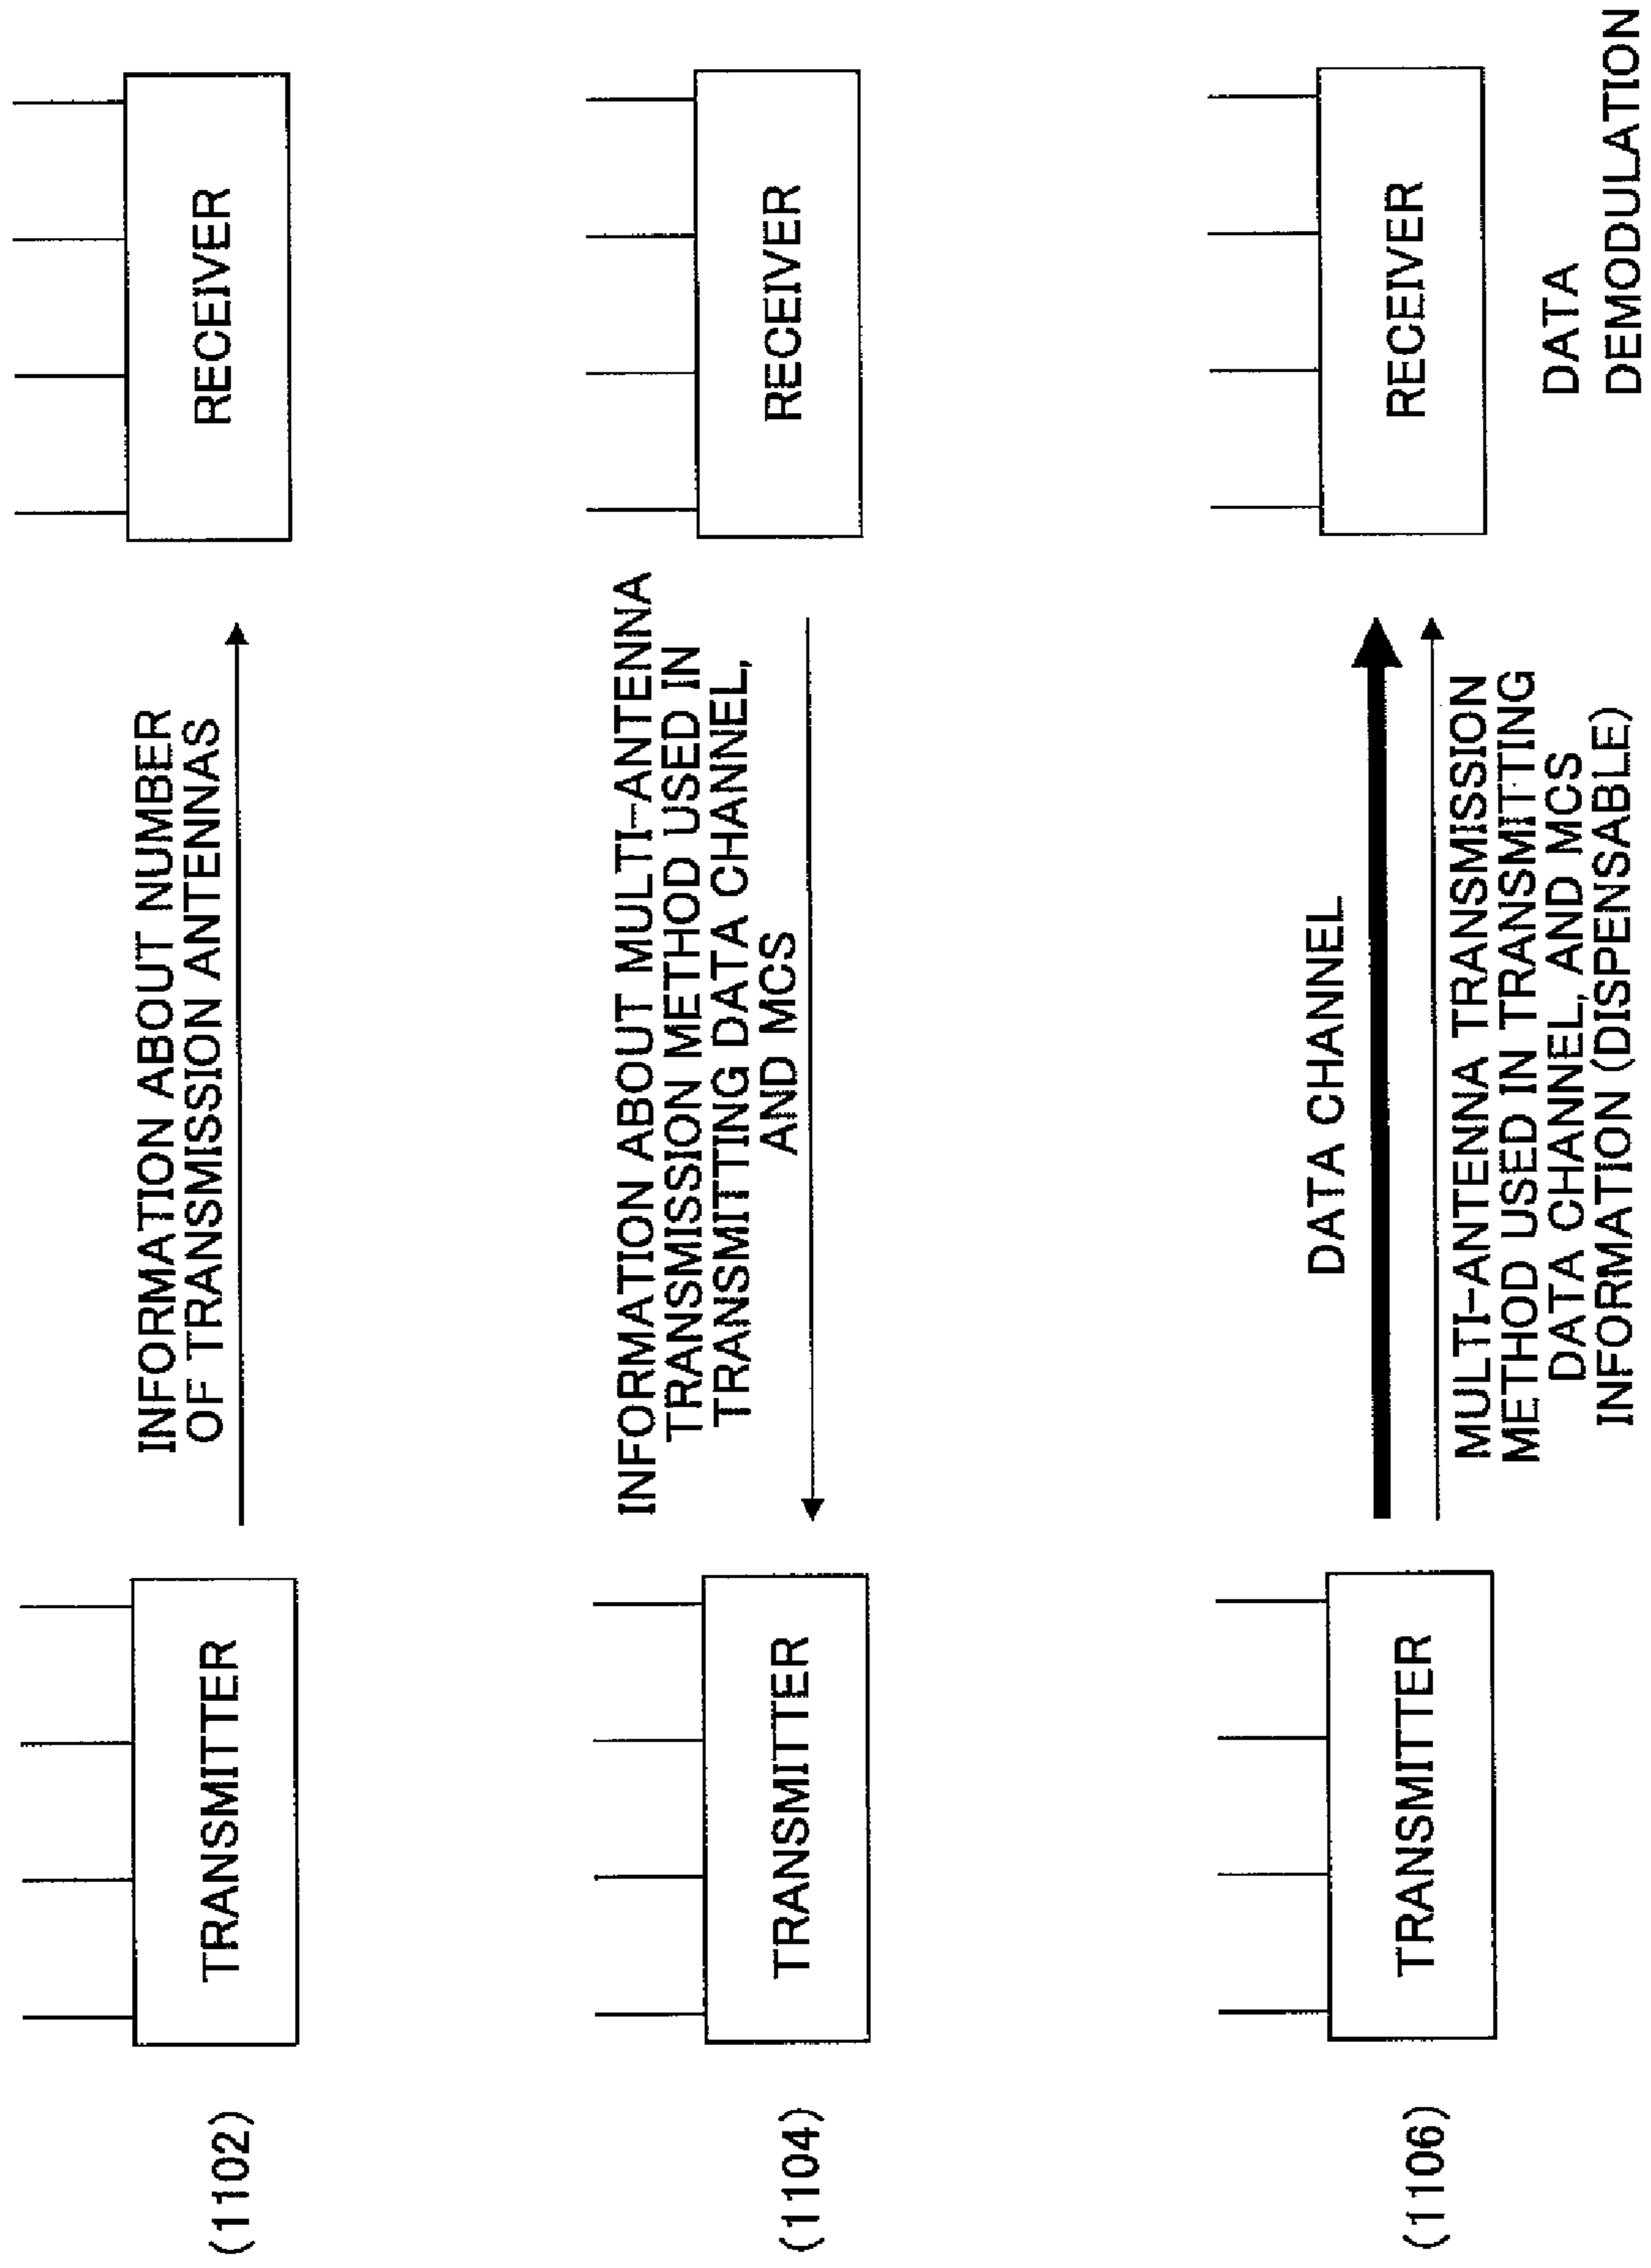 (1102)
TRANSMITTER
INFORMATION ABOUT NUMBER
OF TRANSMISSION ANTENNAS
RECEIVER
(1104)
TRANSMITTER
INFORMATION ABOUT MULTI-ANTENNA
TRANSMISSION METHOD USED IN
TRANSMITTING DATA CHANNEL,
AND MCS
RECEIVER
(1106)
TRANSMITTER
DATA CHANNEL
MULTI-ANTENNA TRANSMISSION
METHOD USED IN TRANSMITTING
DATA CHANNEL, AND MCS
INFORMATION (DISPENSABLE)
RECEIVER
DATA
DEMODULATION